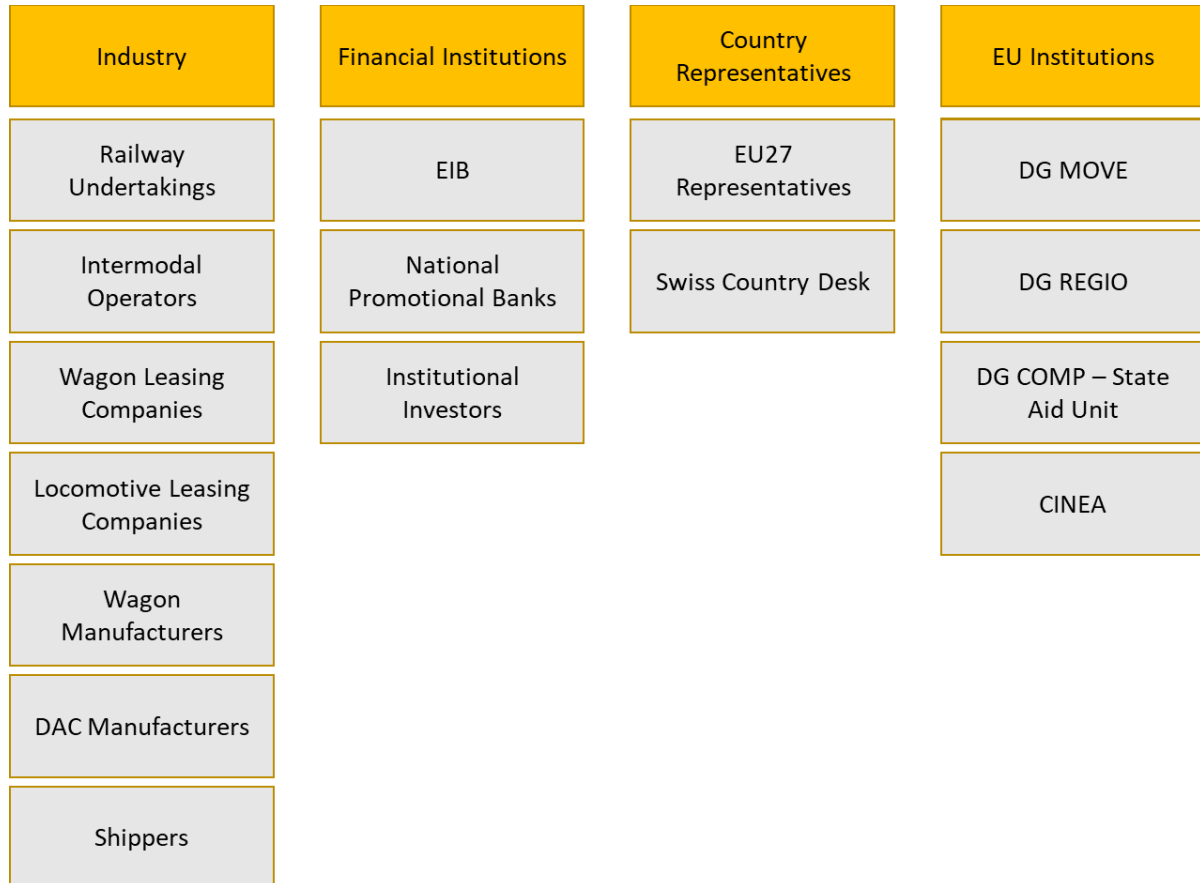 Industry
Railway
Undertakings
Intermodal
Operators
Wagon Leasing
Companies
Locomotive Leasing
Companies
Wagon
Manufacturers
DAC Manufacturers
Shippers
Financial Institutions
EIB
National
Promotional Banks
Institutional
Investors
Country
Representatives
EU27
Representatives
Swiss Country Desk
EU Institutions
DG MOVE
DG REGIO
DG COMP – State
Aid Unit
CINEA